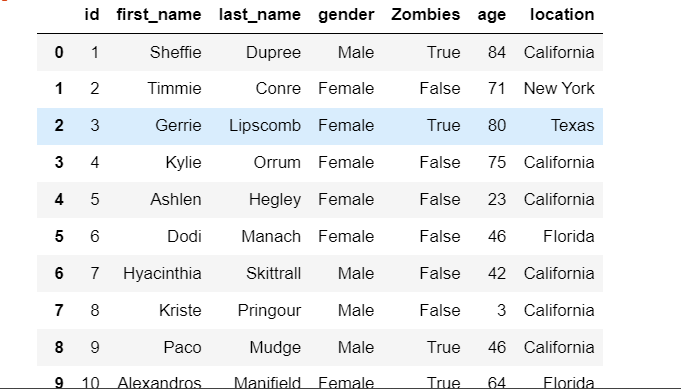 id first_name last_name gender Zombies age location
0 1 Sheffie Dupree Male True 84 California
1 2 Timmie Conre Female False 71 New York
2 3 Gerrie Lipscomb Female True 80 Texas
3 4 Kylie Orrum Female False 75 California
4 5 Ashlen Hegley Female False 23 California
5 6 Dodi Manach Female False 46 Florida
6 7 Hyacinthia Skittrall Male False 42 California
7 8 Kriste Pringour Male False 3 California
8 9 Paco Mudge Male True 46 California
9 10 Alexandros Manifield Female True 64 Florida